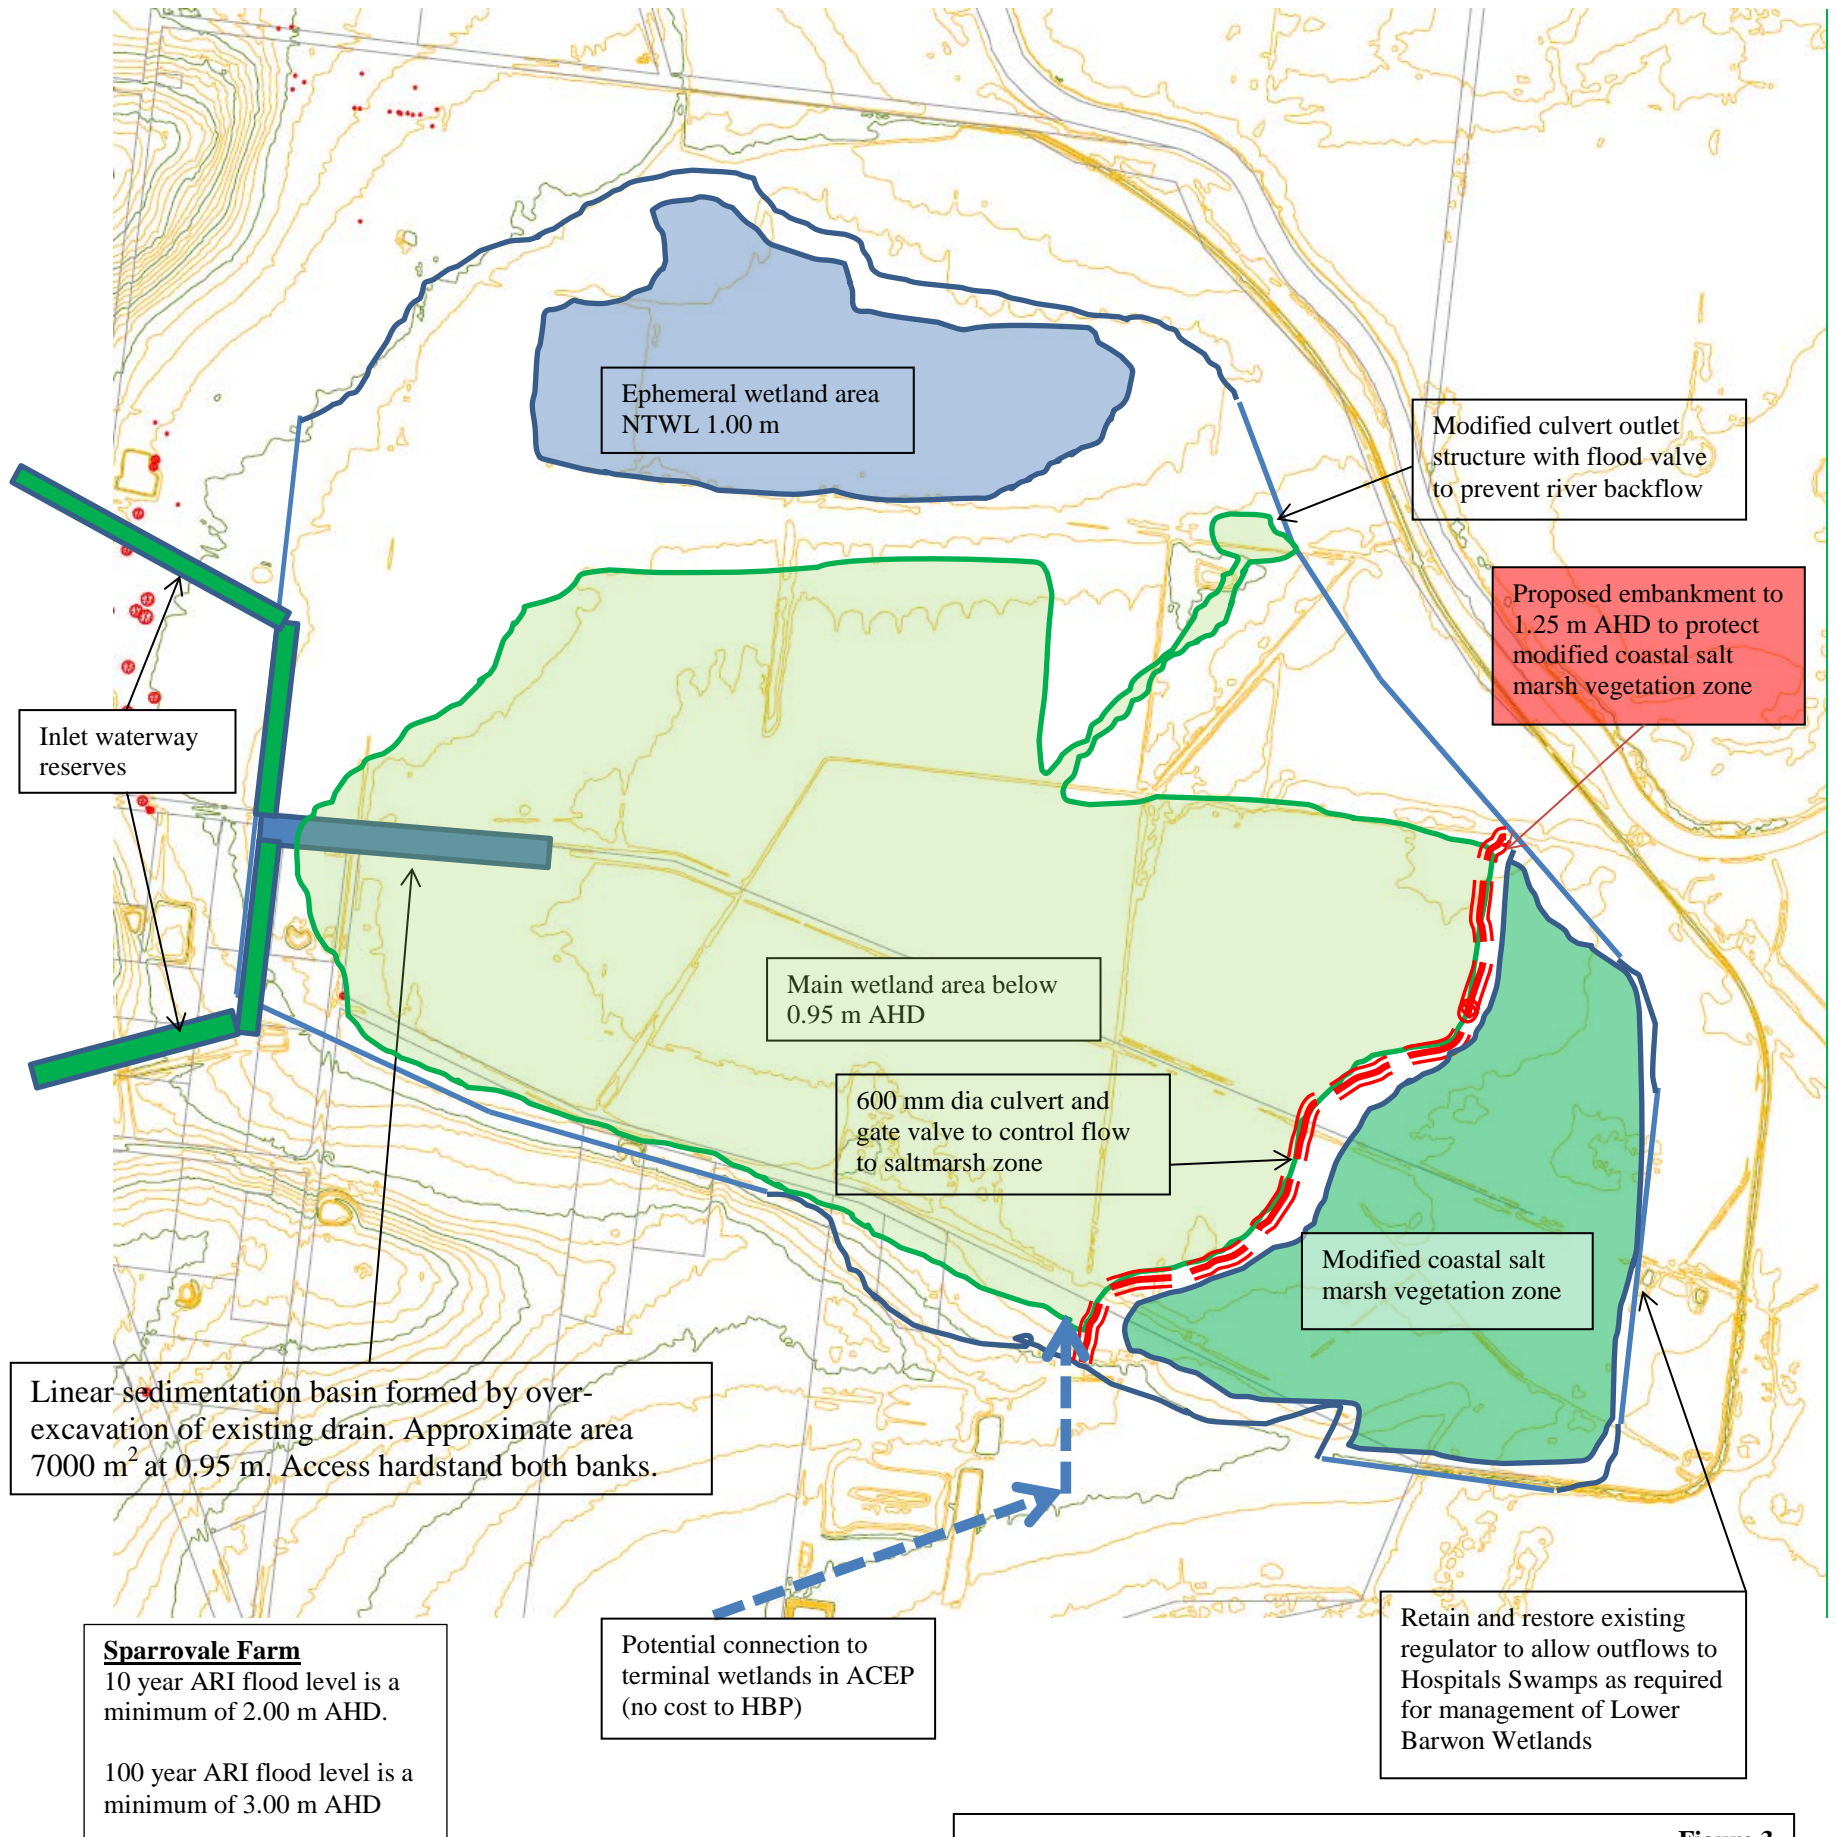 Ephemeral wetland area
NTWL 1.00 m
Modified culvert outlet
structure with flood valve
to prevent river backflow
Proposed embankment to
1.25 m AHD to protect
modified coastal salt
marsh vegetation zone
Inlet waterway
reserves
Main wetland area below
0.95 m AHD
600 mm dia culvert and
gate valve to control flow
to saltmarsh zone
Modified coastal salt
marsh vegetation zone
Linear sedimentation basin formed by over-
excavation of existing drain. Approximate area
7000 m² at 0.95 m. Access hardstand both banks.
Potential connection to
terminal wetlands in ACEP
(no cost to HBP)
Retain and restore existing
regulator to allow outflows to
Hospitals Swamps as required
for management of Lower
Barwon Wetlands
Sparrovale Farm
10 year ARI flood level is a
minimum of 2.00 m AHD.
100 year ARI flood level is a
minimum of 3.00 m AHD
Figure 3